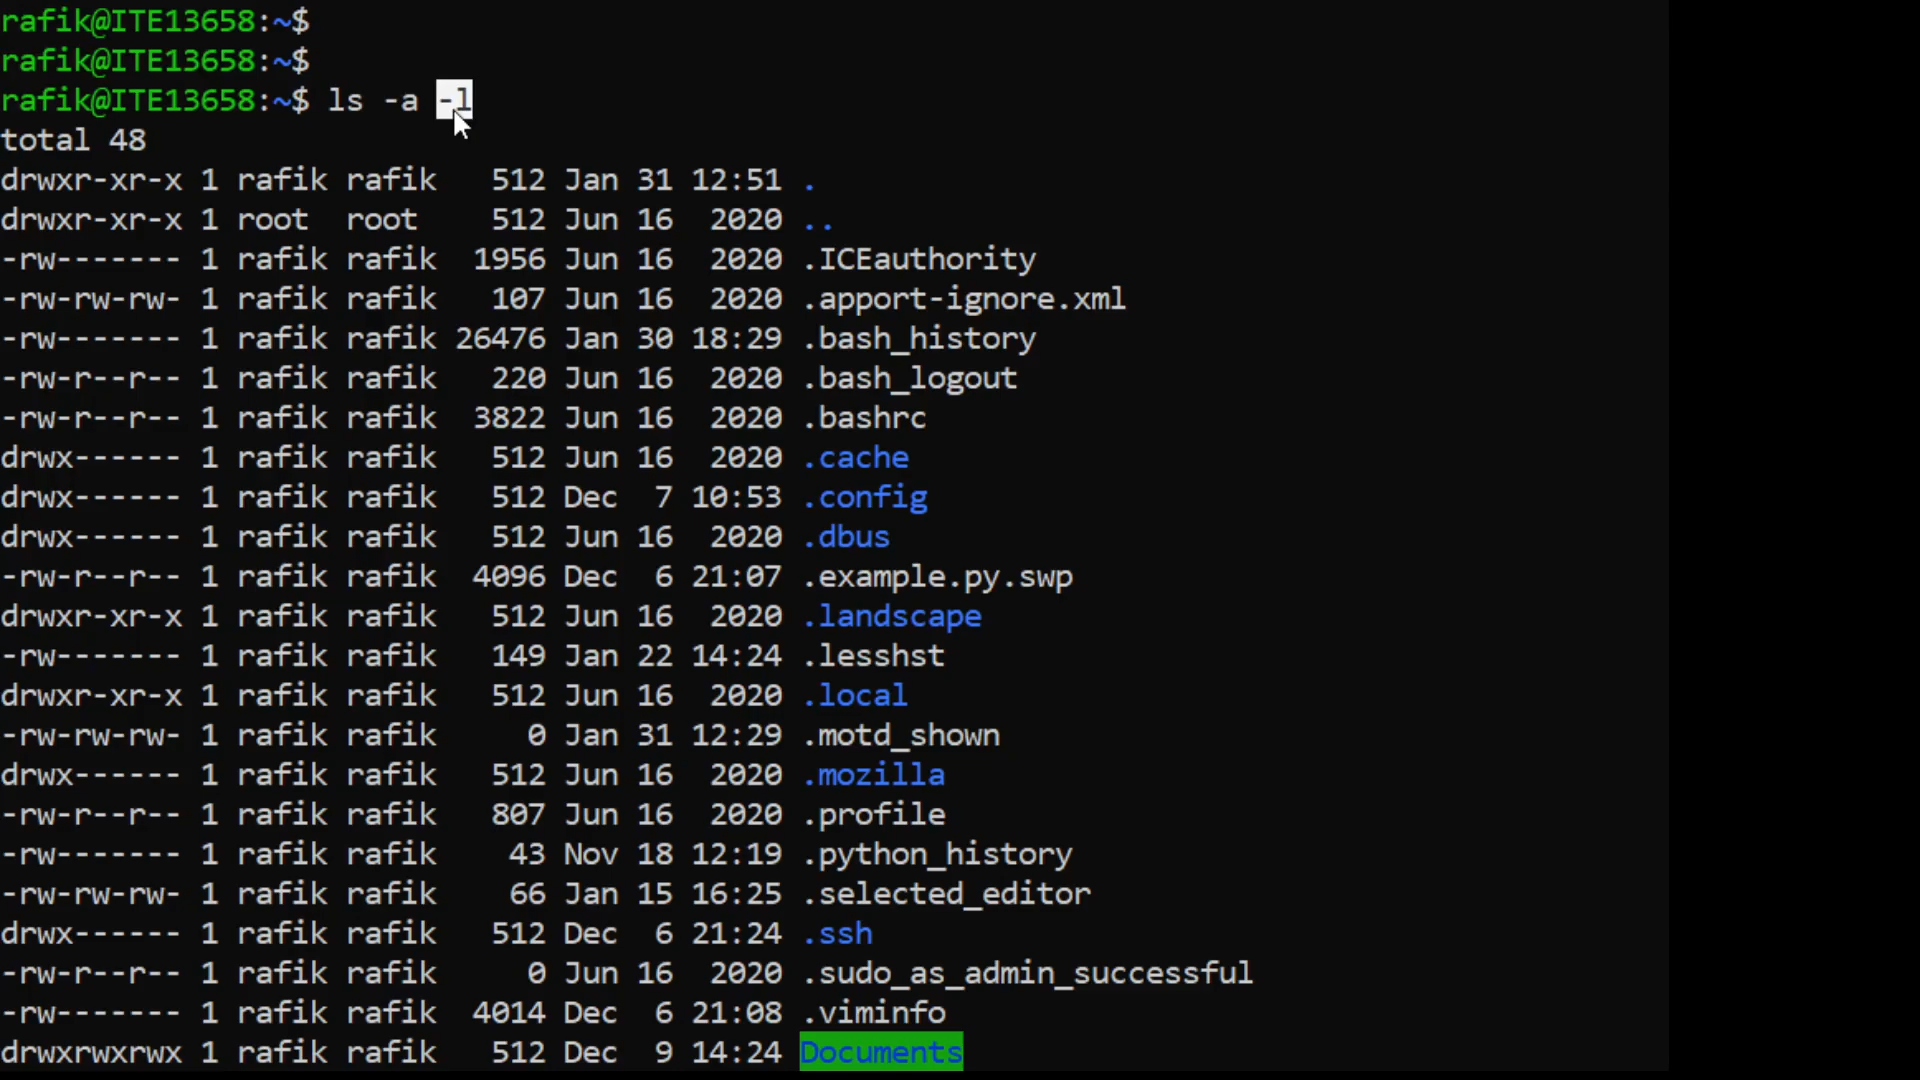 rafik@ITE13658:~$
rafik@ITE13658:~$
rafik@ITE13658:~$ ls -a -l
total 48
drwxr-xr-x 1 rafik rafik   512 Jan 31 12:51 .
drwxr-xr-x 1 root  root    512 Jun 16  2020 ..
-rw------- 1 rafik rafik  1956 Jun 16  2020 .ICEauthority
-rw-rw-rw- 1 rafik rafik   107 Jun 16  2020 .apport-ignore.xml
-rw------- 1 rafik rafik 26476 Jan 30 18:29 .bash_history
-rw-r--r-- 1 rafik rafik   220 Jun 16  2020 .bash_logout
-rw-r--r-- 1 rafik rafik  3822 Jun 16  2020 .bashrc
drwx------ 1 rafik rafik   512 Jun 16  2020 .cache
drwx------ 1 rafik rafik   512 Dec  7 10:53 .config
drwx------ 1 rafik rafik   512 Jun 16  2020 .dbus
-rw-r--r-- 1 rafik rafik  4096 Dec  6 21:07 .example.py.swp
drwxr-xr-x 1 rafik rafik   512 Jun 16  2020 .landscape
-rw------- 1 rafik rafik   149 Jan 22 14:24 .lesshst
drwxr-xr-x 1 rafik rafik   512 Jun 16  2020 .local
-rw-rw-rw- 1 rafik rafik     0 Jan 31 12:29 .motd_shown
drwx------ 1 rafik rafik   512 Jun 16  2020 .mozilla
-rw-r--r-- 1 rafik rafik   807 Jun 16  2020 .profile
-rw------- 1 rafik rafik    43 Nov 18 12:19 .python_history
-rw-rw-rw- 1 rafik rafik    66 Jan 15 16:25 .selected_editor
drwx------ 1 rafik rafik   512 Dec  6 21:24 .ssh
-rw-r--r-- 1 rafik rafik     0 Jun 16  2020 .sudo_as_admin_successful
-rw------- 1 rafik rafik  4014 Dec  6 21:08 .viminfo
drwxrwxrwx 1 rafik rafik   512 Dec  9 14:24 Documents